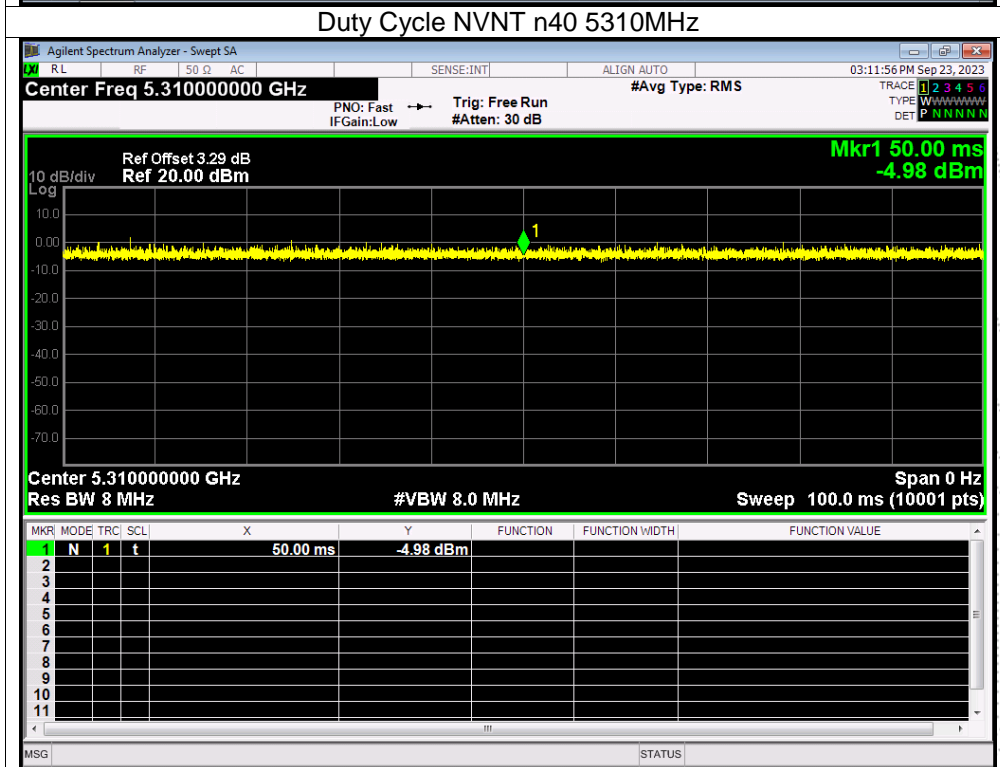 Duty Cycle NVNT n40 5310MHz
Agilent Spectrum Analyzer - Swept SA
LXI RL RF 50 Ω AC SENSE:INT ALIGN AUTO 03:11:56 PM Sep 23, 2023
Center Freq 5.310000000 GHz #Avg Type: RMS TRACE 1 2 3 4 5 6
PNO: Fast Trig: Free Run TYPE WWWWWW
IFGain:Low #Atten: 30 dB DET P N N N N N
Mkr1 50.00 ms
Ref Offset 3.29 dB
10 dB/div Ref 20.00 dBm -4.98 dBm
Log
10.0
0.00
-10.0
-20.0
-30.0
-40.0
-50.0
-60.0
-70.0
1
Center 5.310000000 GHz Span 0 Hz
Res BW 8 MHz #VBW 8.0 MHz Sweep 100.0 ms (10001 pts)
MKR MODE TRC SCL X Y FUNCTION FUNCTION WIDTH FUNCTION VALUE
1 N 1 t 50.00 ms -4.98 dBm
2
3
4
5
6
7
8
9
10
11
MSG STATUS